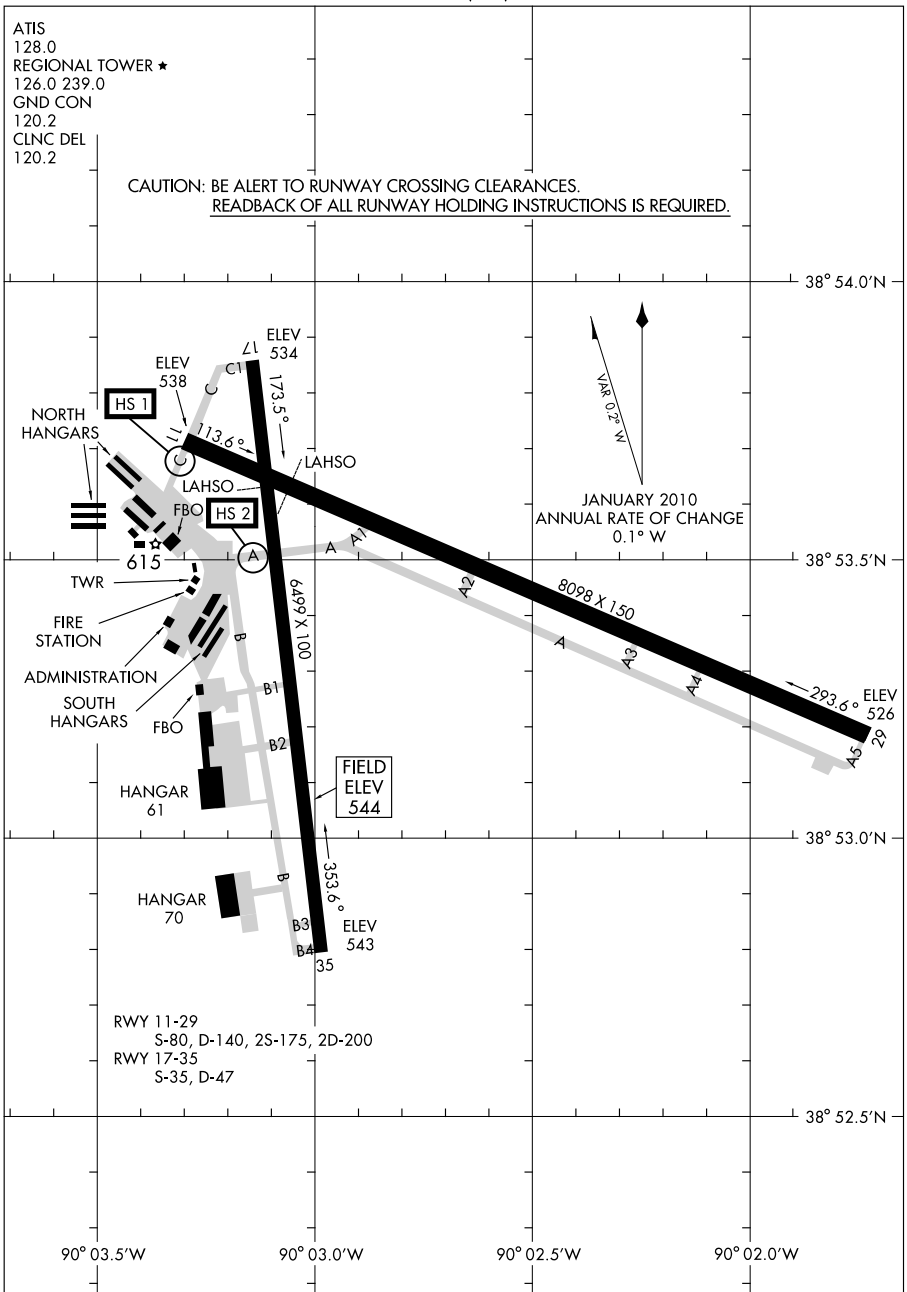 ATIS
128.0
REGIONAL TOWER ★
126.0 239.0
GND CON
120.2
CLNC DEL
120.2
CAUTION: BE ALERT TO RUNWAY CROSSING CLEARANCES.
READBACK OF ALL RUNWAY HOLDING INSTRUCTIONS IS REQUIRED.
38° 54.0'N
VAR 0.2° W
JANUARY 2010
ANNUAL RATE OF CHANGE
0.1° W
ELEV
534
17
C1
C
173.5°
ELEV
538
HS 1
11
113.6°
C
NORTH
HANGARS
LAHSO
LAHSO
FBO
HS 2
615
A
A
A1
38° 53.5'N
TWR
FIRE
STATION
ADMINISTRATION
SOUTH
HANGARS
B
6499 X 100
8098 X 150
A2
A
A3
A4
293.6°
ELEV
526
29
A5
B1
FBO
B2
HANGAR
61
FIELD
ELEV
544
38° 53.0'N
353.6°
HANGAR
70
B
B3
B4
ELEV
543
35
RWY 11-29
S-80, D-140, 2S-175, 2D-200
RWY 17-35
S-35, D-47
38° 52.5'N
90° 03.5'W
90° 03.0'W
90° 02.5'W
90° 02.0'W